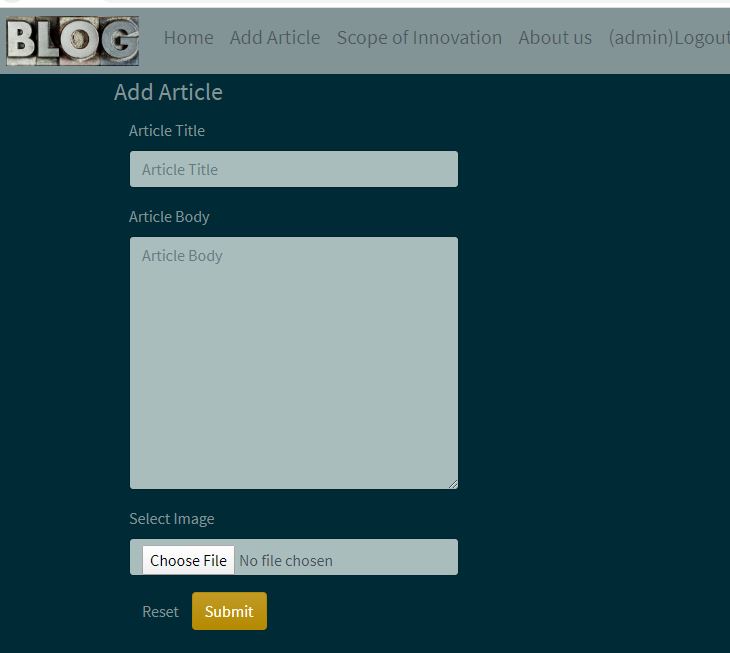 BLOG Home Add Article Scope of Innovation About us (admin)Logout
Add Article
Article Title
Article Title
Article Body
Article Body
Select Image
Choose File No file chosen
Reset Submit